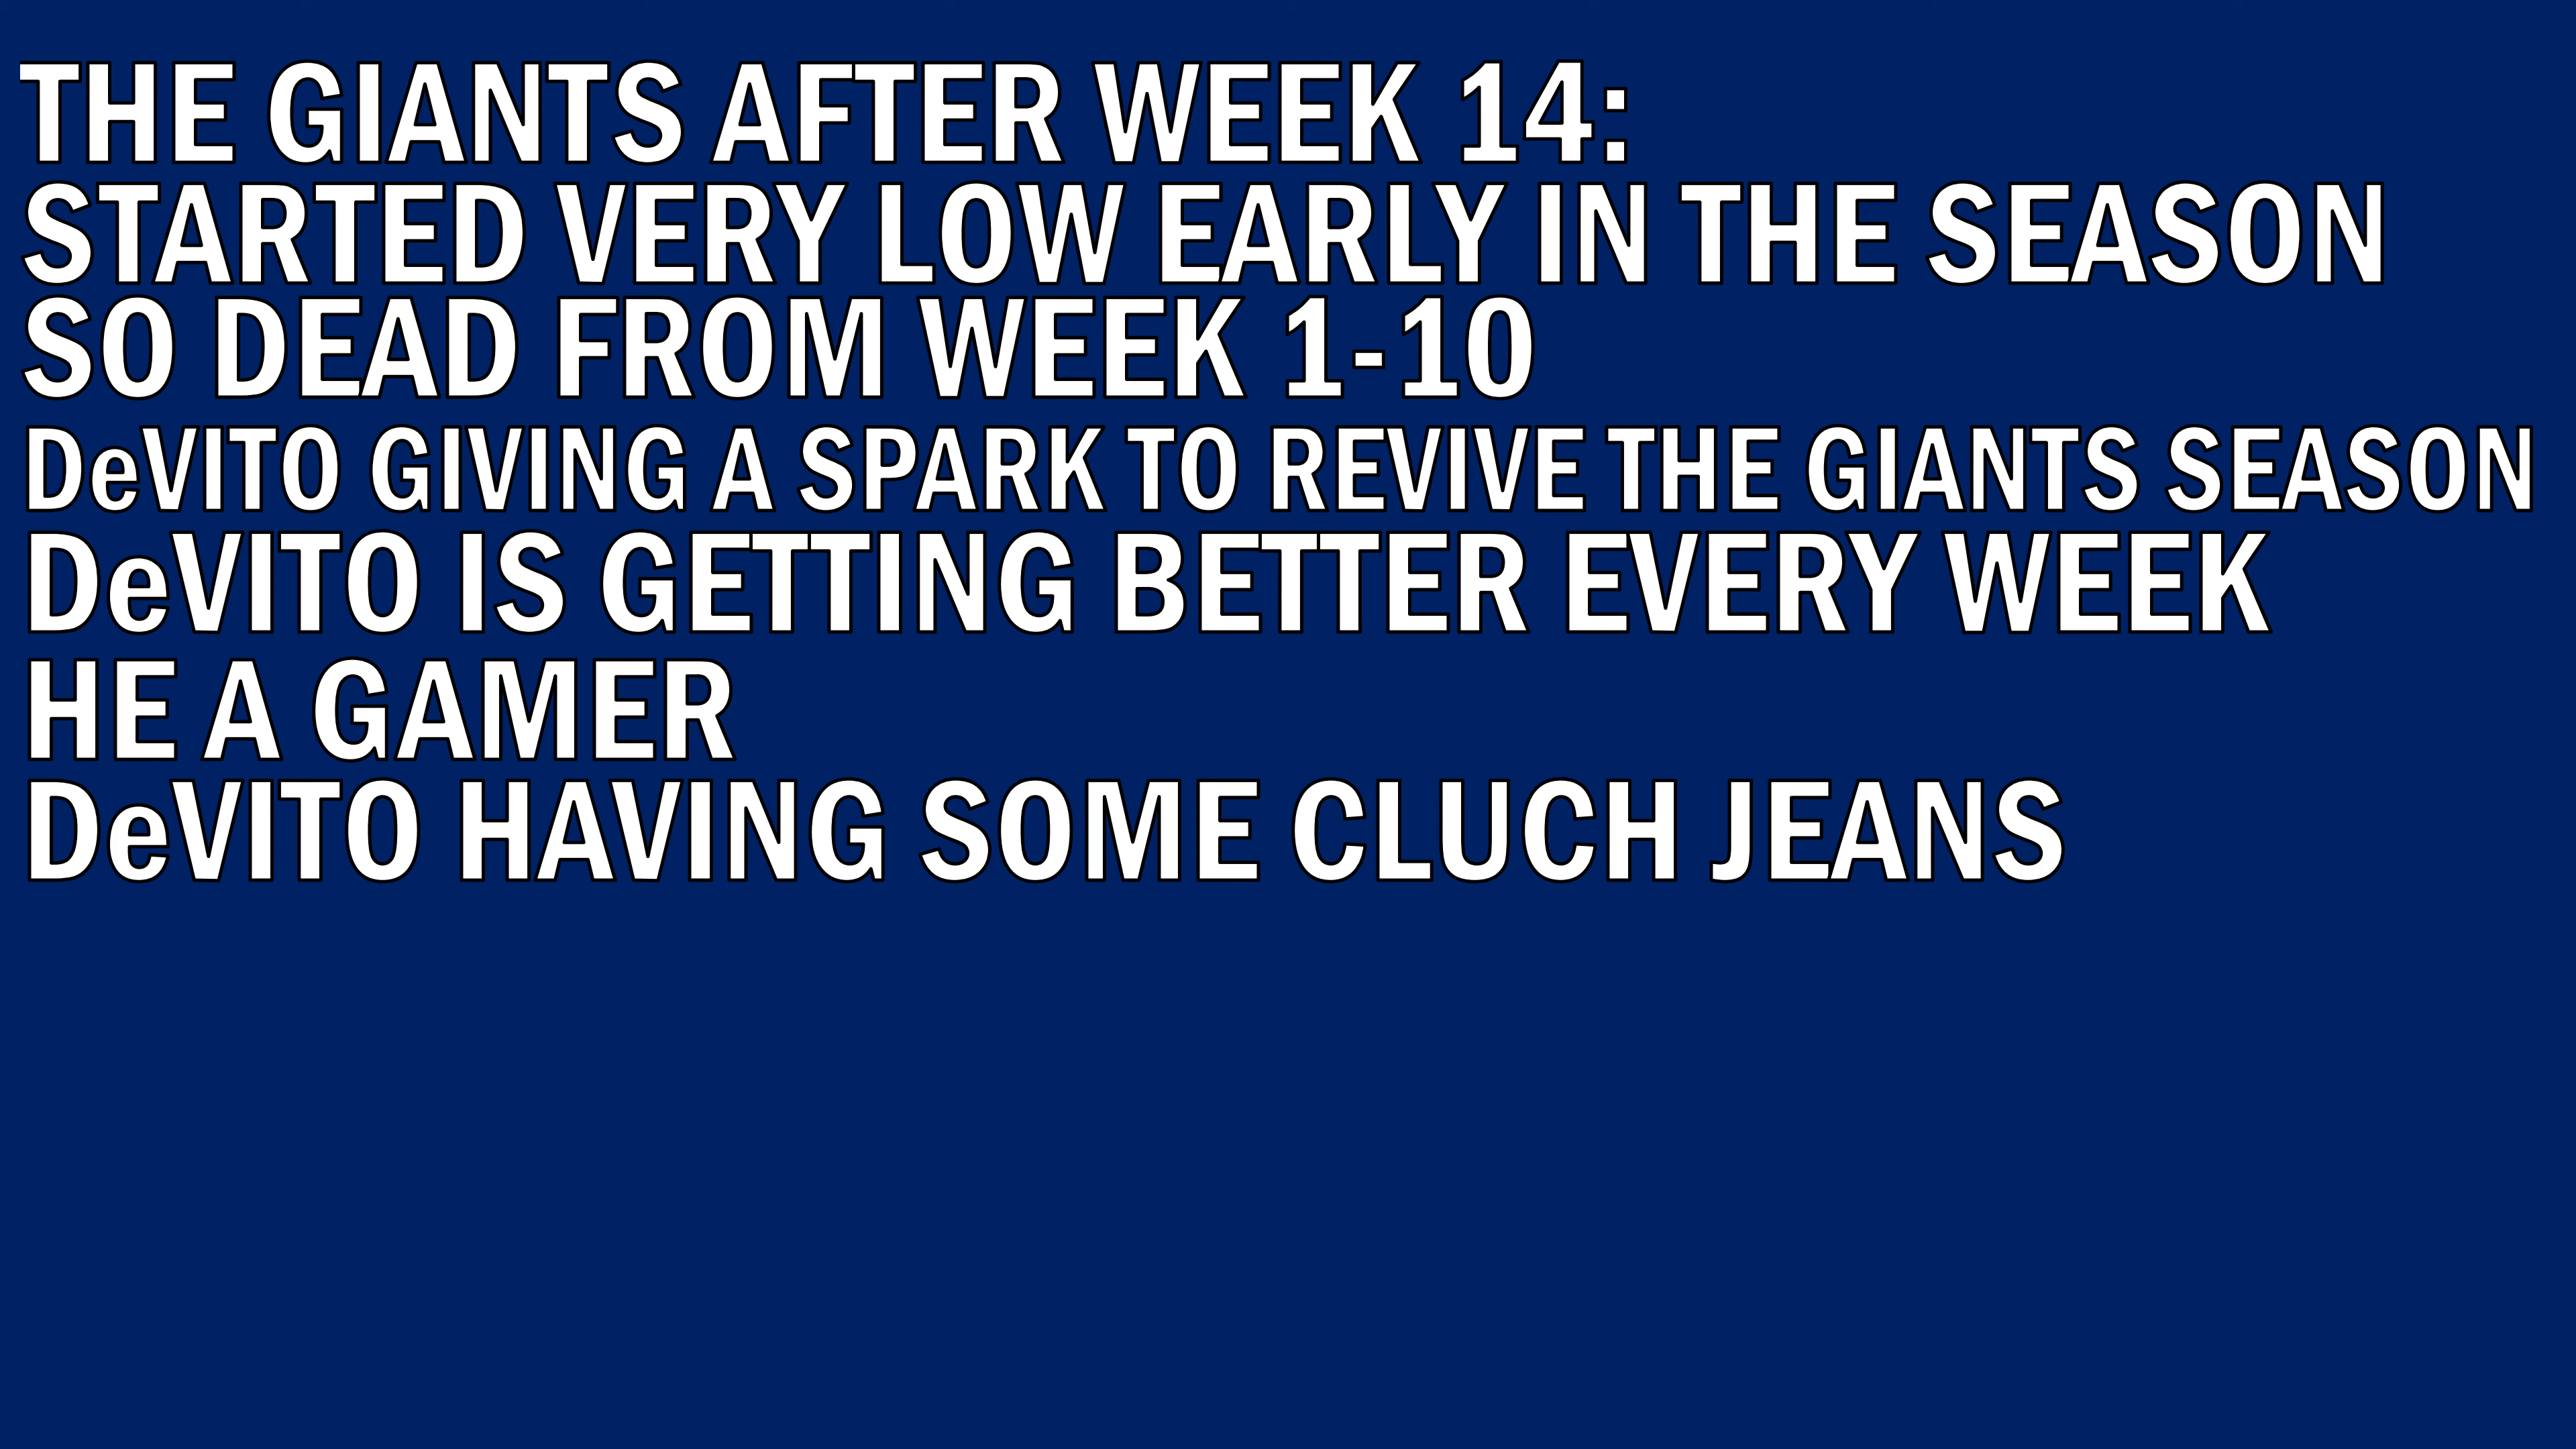 THE GIANTS AFTER WEEK 14:
STARTED VERY LOW EARLY IN THE SEASON
SO DEAD FROM WEEK 1-10
DeVITO GIVING A SPARK TO REVIVE THE GIANTS SEASON
DeVITO IS GETTING BETTER EVERY WEEK
HE A GAMER
DeVITO HAVING SOME CLUCH JEANS